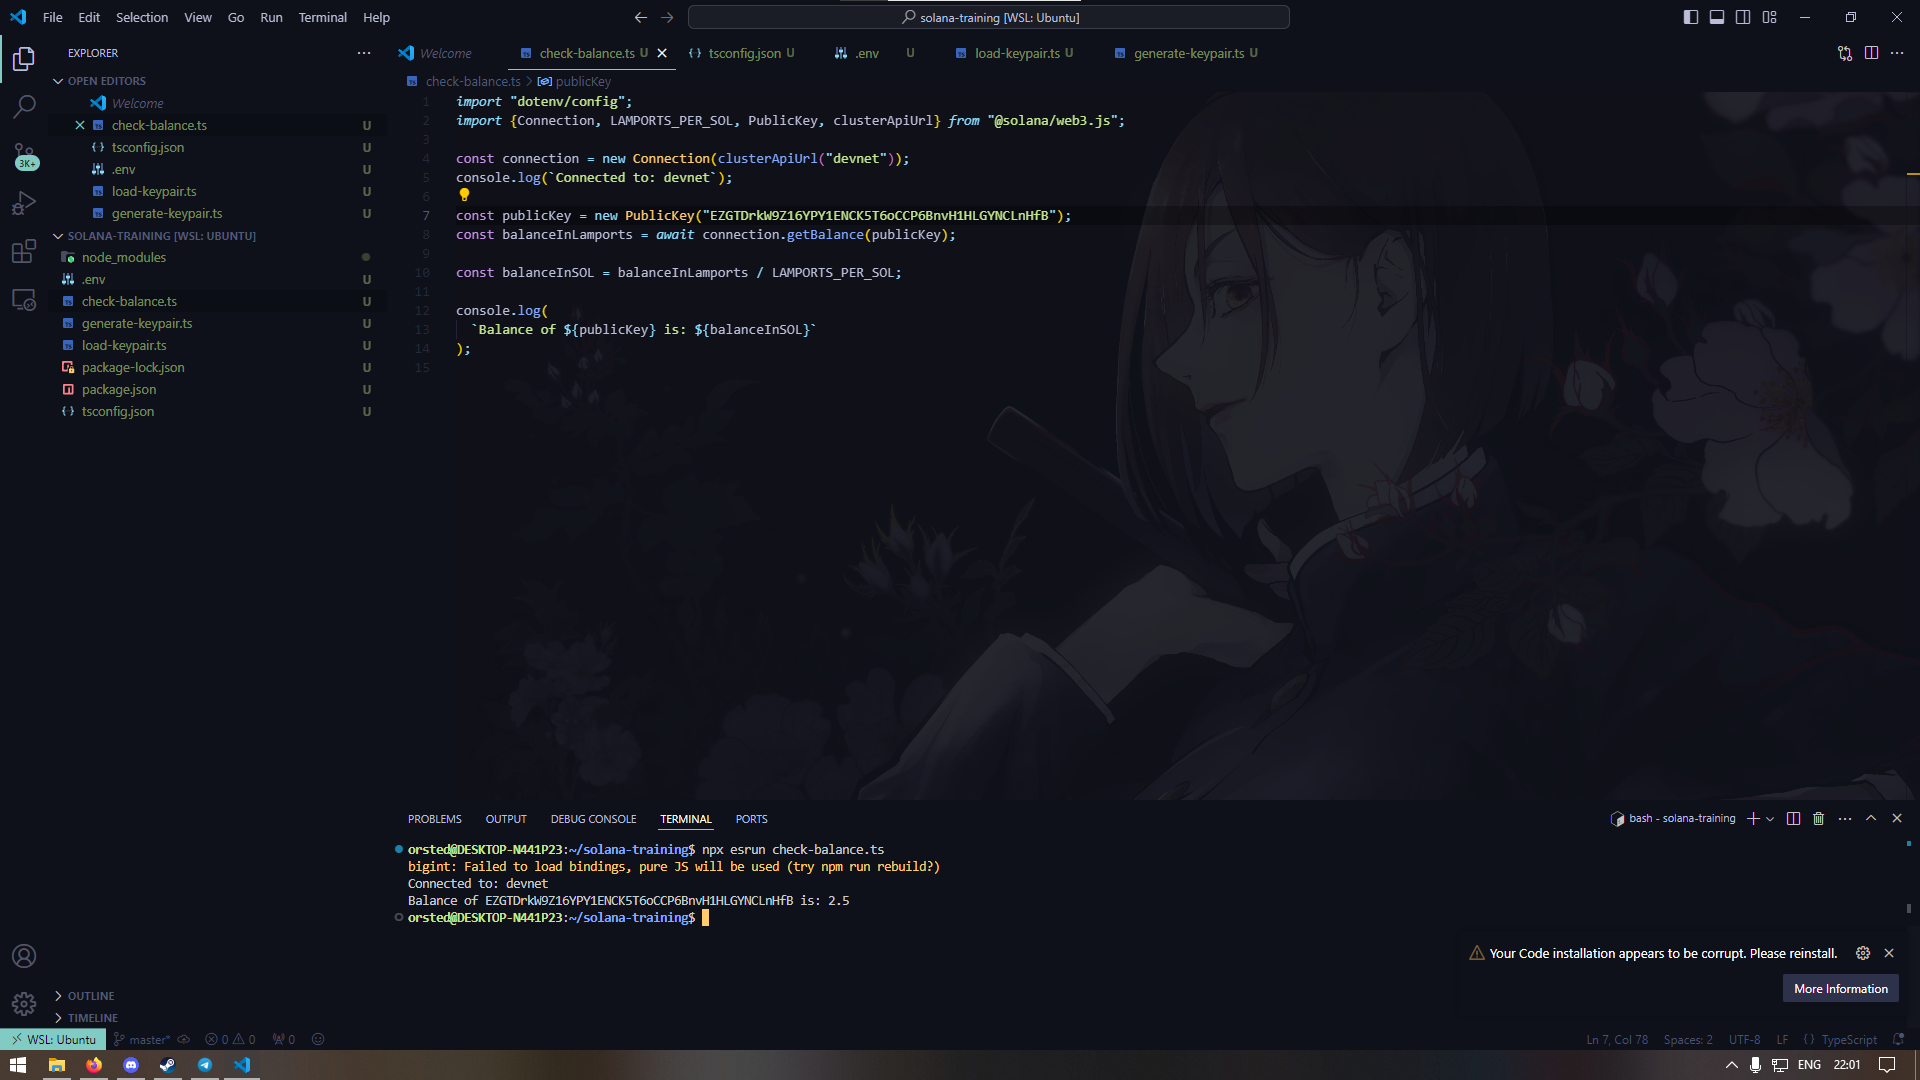 File Edit Selection View Go Run Terminal Help
solana-training [WSL: Ubuntu]
EXPLORER
Welcome
check-balance.ts U
tsconfig.json U
.env U
load-keypair.ts U
generate-keypair.ts U
OPEN EDITORS
Welcome
check-balance.ts U
tsconfig.json U
.env U
load-keypair.ts U
generate-keypair.ts U
SOLANA-TRAINING [WSL: UBUNTU]
node_modules
.env U
check-balance.ts U
generate-keypair.ts U
load-keypair.ts U
package-lock.json U
package.json U
tsconfig.json U
3K+
OUTLINE
TIMELINE
check-balance.ts > publicKey
1 import "dotenv/config";
2 import {Connection, LAMPORTS_PER_SOL, PublicKey, clusterApiUrl} from "@solana/web3.js";
3
4 const connection = new Connection(clusterApiUrl("devnet"));
5 console.log(`Connected to: devnet`);
6
7 const publicKey = new PublicKey("EZGTDrkW9Z16YPY1ENCK5T6oCCP6BnvH1HLGYNCLnHfB");
8 const balanceInLamports = await connection.getBalance(publicKey);
9
10 const balanceInSOL = balanceInLamports / LAMPORTS_PER_SOL;
11
12 console.log(
13 `Balance of ${publicKey} is: ${balanceInSOL}`
14 );
15
PROBLEMS OUTPUT DEBUG CONSOLE TERMINAL PORTS
bash - solana-training
orsted@DESKTOP-N441P23:~/solana-training$ npx esrun check-balance.ts
bigint: Failed to load bindings, pure JS will be used (try npm run rebuild?)
Connected to: devnet
Balance of EZGTDrkW9Z16YPY1ENCK5T6oCCP6BnvH1HLGYNCLnHfB is: 2.5
orsted@DESKTOP-N441P23:~/solana-training$
Your Code installation appears to be corrupt. Please reinstall.
More Information
WSL: Ubuntu master* 0 0 0
Ln 7, Col 78 Spaces: 2 UTF-8 LF {} TypeScript
ENG 22:01